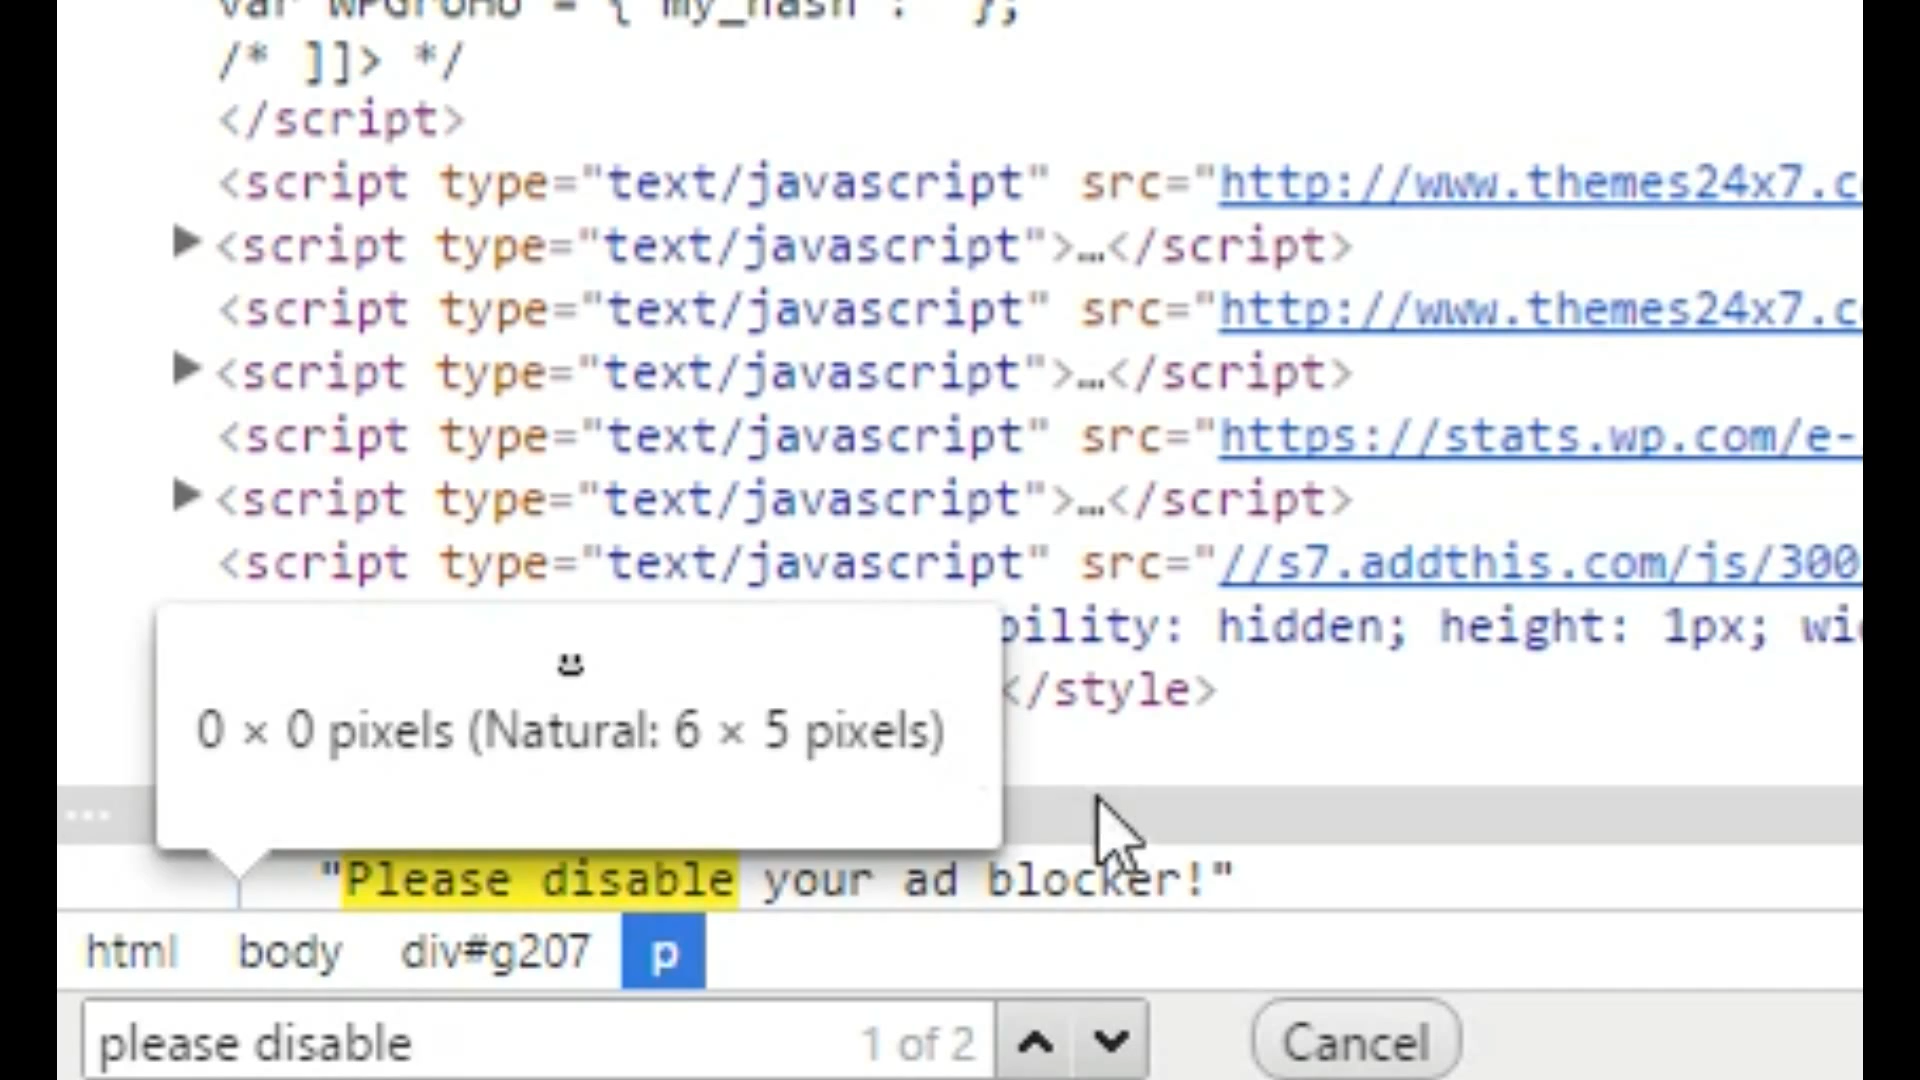 var WPGroHo = {"my_hash":""};
/* ]]> */
</script>
<script type="text/javascript" src="http://www.themes24x7.c
<script type="text/javascript">…</script>
<script type="text/javascript" src="http://www.themes24x7.c
<script type="text/javascript">…</script>
<script type="text/javascript" src="https://stats.wp.com/e-
<script type="text/javascript">…</script>
<script type="text/javascript" src="//s7.addthis.com/js/300
bility: hidden; height: 1px; wi
</style>
0 × 0 pixels (Natural: 6 × 5 pixels)
...
"Please disable your ad blocker!"
html body div#g207 p
please disable 1 of 2 Cancel